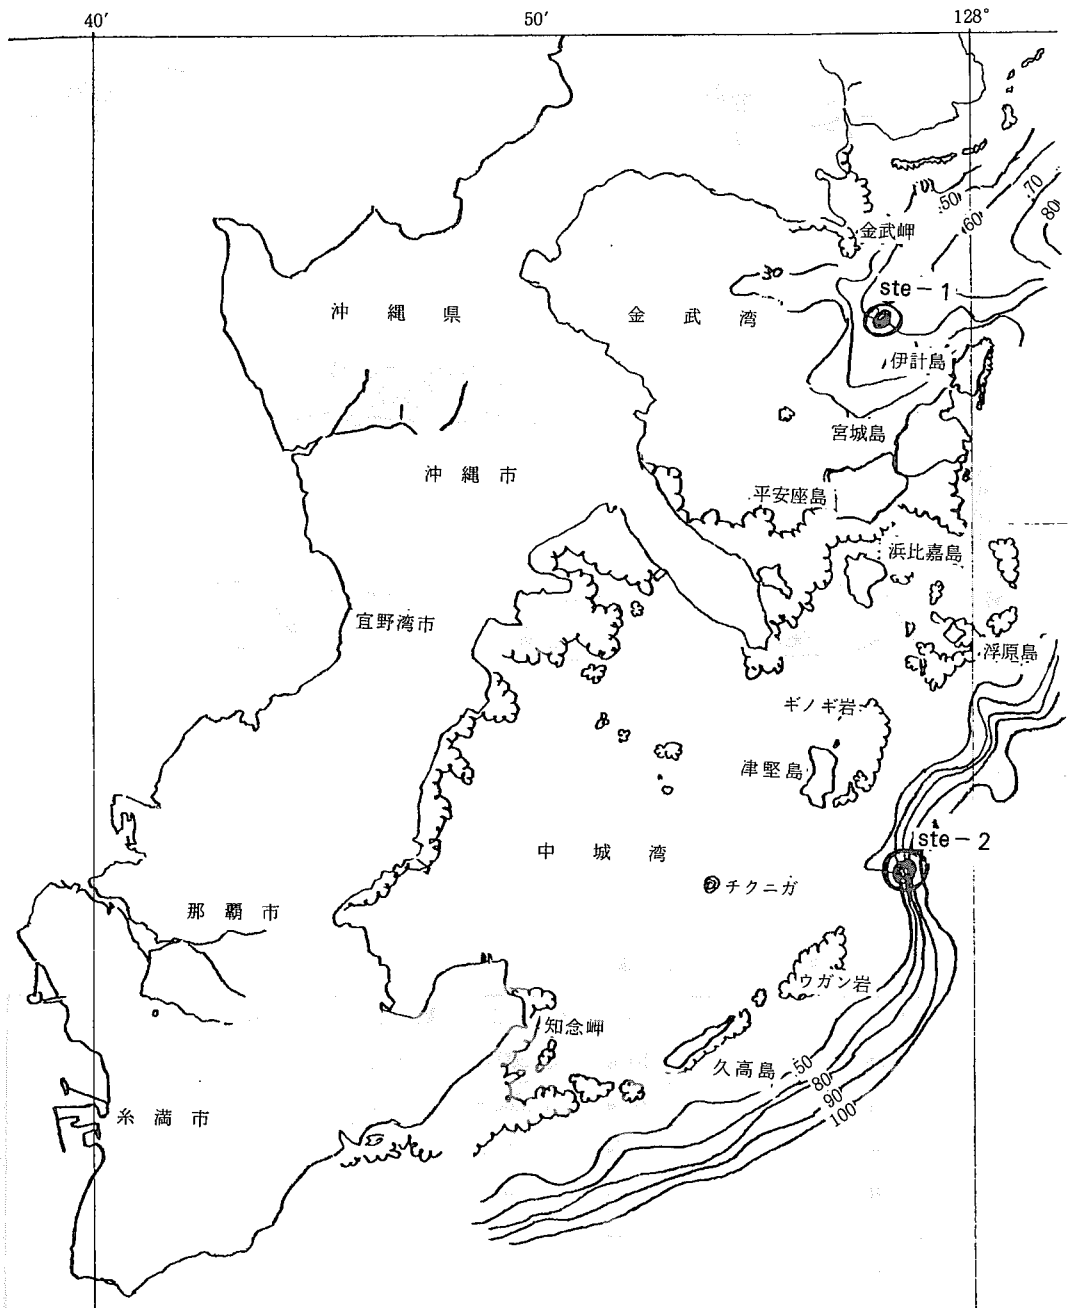 40′ 50′ 128°
50
60
70
80
金武岬
30
ste－1
沖縄県
金武湾
伊計島
宮城島
沖縄市
平安座島
浜比嘉島
宜野湾市
浮原島
ギノギ岩
津堅島
ste－2
中城湾
チクニガ
那覇市
ウガン岩
知念岬
久高島
50
80
90
100
糸満市